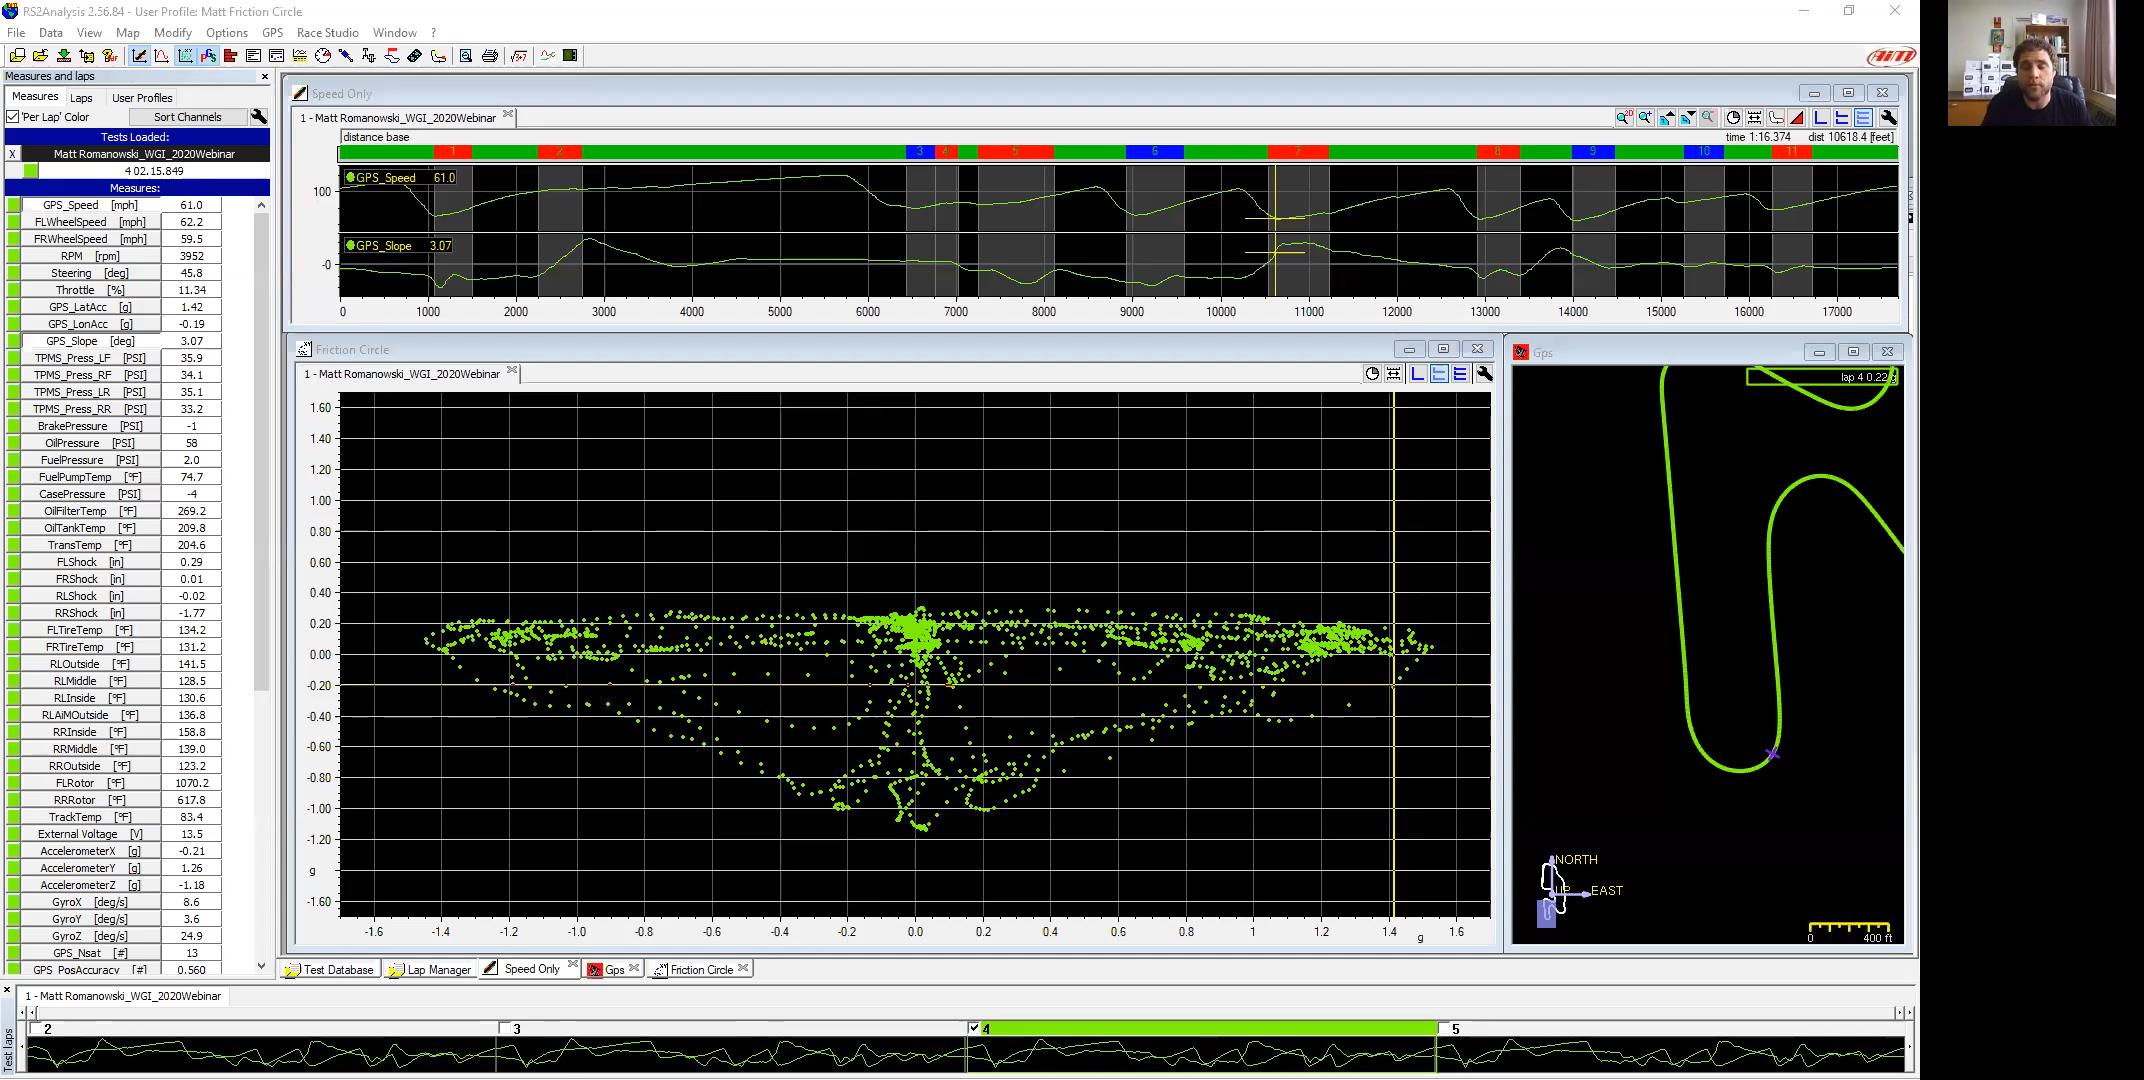 RS2Analysis 2.56.84 - User Profile: Matt Friction Circle
File Data View Map Modify Options GPS Race Studio Window ?
AiM
Measures and laps
Measures Laps User Profiles
'Per Lap' Color Sort Channels
Tests Loaded:
X Matt Romanowski_WGI_2020Webinar
4 02.15.849
Measures:
GPS_Speed [mph] 61.0
FLWheelSpeed [mph] 62.2
FRWheelSpeed [mph] 59.5
RPM [rpm] 3952
Steering [deg] 45.8
Throttle [%] 11.34
GPS_LatAcc [g] 1.42
GPS_LonAcc [g] -0.19
GPS_Slope [deg] 3.07
TPMS_Press_LF [PSI] 35.9
TPMS_Press_RF [PSI] 34.1
TPMS_Press_LR [PSI] 35.1
TPMS_Press_RR [PSI] 33.2
BrakePressure [PSI] -1
OilPressure [PSI] 58
FuelPressure [PSI] 2.0
FuelPumpTemp [°F] 74.7
CasePressure [PSI] -4
OilFilterTemp [°F] 269.2
OilTankTemp [°F] 209.8
TransTemp [°F] 204.6
FLShock [in] 0.29
FRShock [in] 0.01
RLShock [in] -0.02
RRShock [in] -1.77
FLTireTemp [°F] 134.2
FRTireTemp [°F] 131.2
RLOutside [°F] 141.5
RLMiddle [°F] 128.5
RLInside [°F] 130.6
RLAiMOutside [°F] 136.8
RRInside [°F] 158.8
RRMiddle [°F] 139.0
RROutside [°F] 123.2
FLRotor [°F] 1070.2
RRRotor [°F] 617.8
TrackTemp [°F] 83.4
External Voltage [V] 13.5
AccelerometerX [g] -0.21
AccelerometerY [g] 1.26
AccelerometerZ [g] -1.18
GyroX [deg/s] 8.6
GyroY [deg/s] 3.6
GyroZ [deg/s] 24.9
GPS_Nsat [#] 13
GPS_PosAccuracy [#] 0.560
Speed Only
1 - Matt Romanowski_WGI_2020Webinar
distance base time 1:16.374 dist 10618.4 [feet]
1 2 3 4 5 6 7 8 9 10 11
GPS_Speed 61.0
100
GPS_Slope 3.07
-0
0 1000 2000 3000 4000 5000 6000 7000 8000 9000 10000 11000 12000 13000 14000 15000 16000 17000
Friction Circle
1 - Matt Romanowski_WGI_2020Webinar
1.60
1.40
1.20
1.00
0.80
0.60
0.40
0.20
0.00
-0.20
-0.40
-0.60
-0.80
-1.00
-1.20
g
-1.60
-1.6 -1.4 -1.2 -1.0 -0.8 -0.6 -0.4 -0.2 0.0 0.2 0.4 0.6 0.8 1 1.2 1.4 g 1.6
Gps
lap 4 0.22 g
NORTH
UP EAST
0 400 ft
Test Database Lap Manager Speed Only Gps Friction Circle
1 - Matt Romanowski_WGI_2020Webinar
Test laps
2 3 4 5